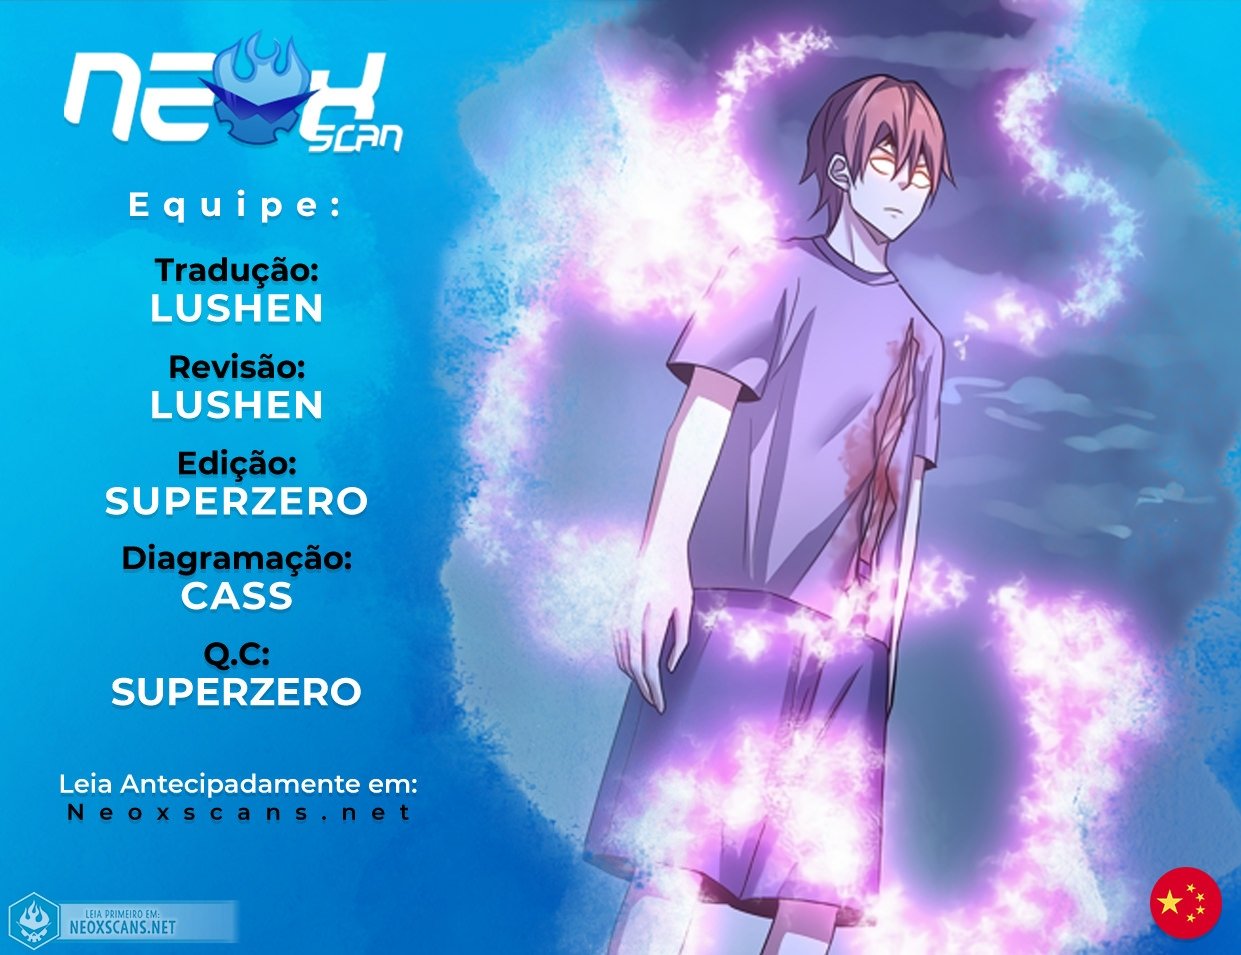 NEOX
SCAN
Equipe:
Tradução:
LUSHEN
Revisão:
LUSHEN
Edição:
SUPERZERO
Diagramação:
CASS
Q.C:
SUPERZERO
Leia Antecipadamente em:
Neoxscans.net
LEIA PRIMEIRO EM:
NEOXSCANS.NET